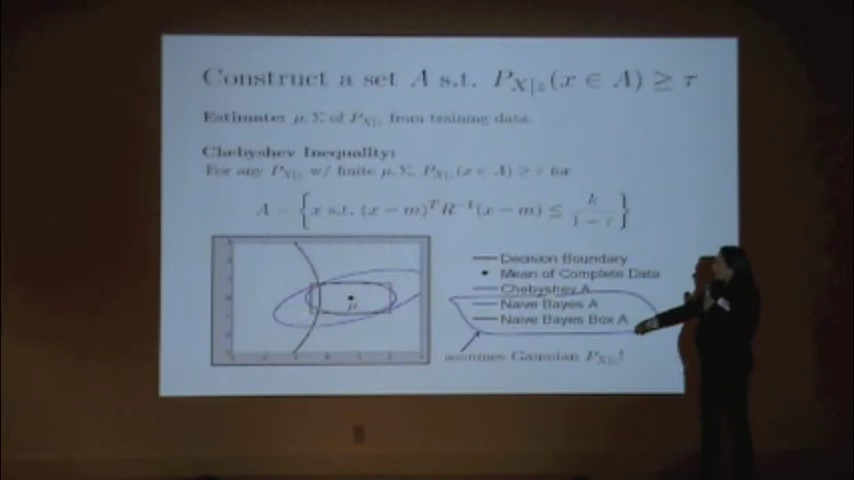 Construct a set A s.t. P_{X|z}(x ∈ A) ≥ τ
Estimate: μ, Σ of P_{X|z} from training data.
Chebyshev Inequality:
For any P_{X|z} w/ finite μ, Σ, P_{X|z}(x ∈ A) ≥ τ for
A = { x s.t. (x − m)^T R^{−1}(x − m) ≤ k / (1 − τ) }
μ
Decision Boundary
Mean of Complete Data
Chebyshev A
Naive Bayes A
Naive Bayes Box A
assumes Gaussian P_{X|z}!